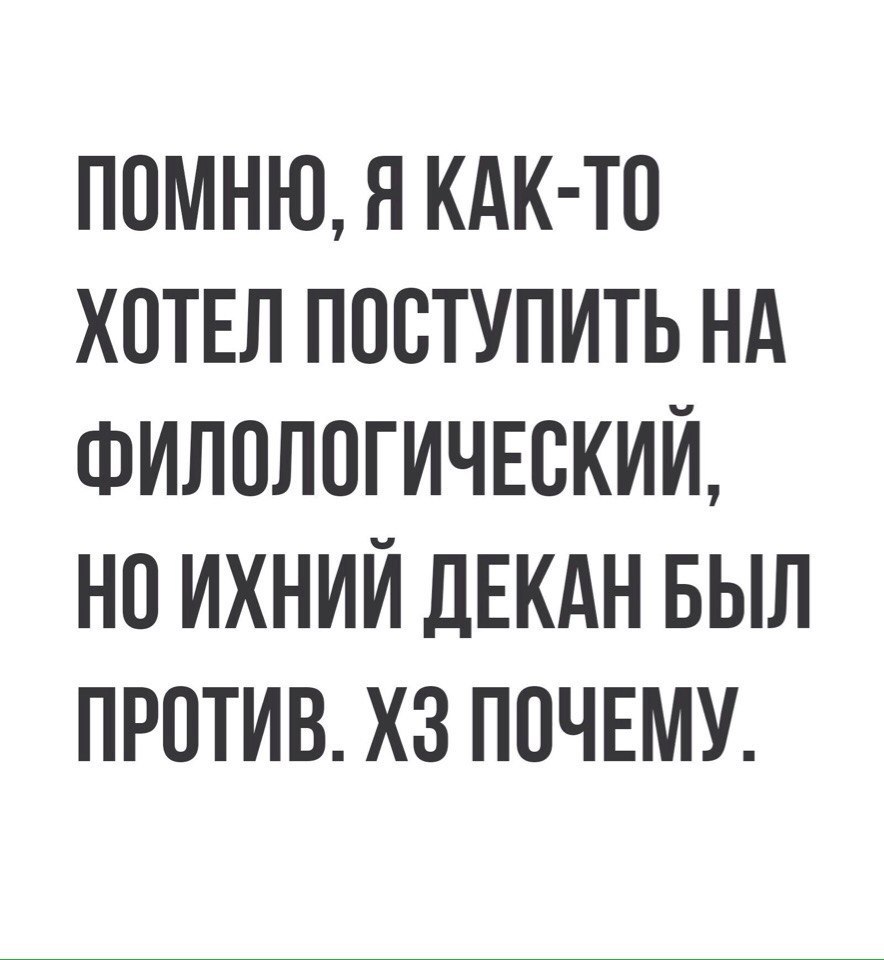 ПОМНЮ, Я КАК-ТО
ХОТЕЛ ПОСТУПИТЬ НА
ФИЛОЛОГИЧЕСКИЙ,
НО ИХНИЙ ДЕКАН БЫЛ
ПРОТИВ. ХЗ ПОЧЕМУ.